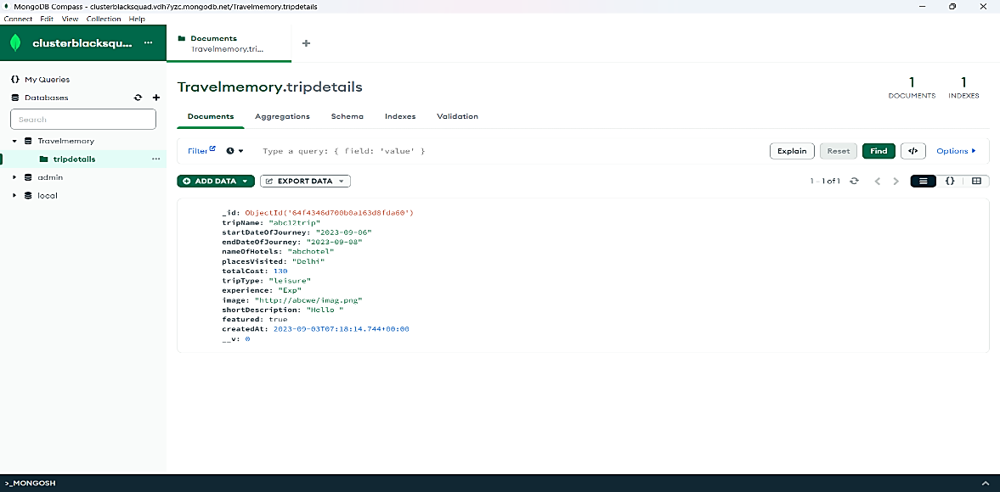 MongoDB Compass - clusterblacksquad.vdh7yzc.mongodb.net/Travelmemory.tripdetails
Connect Edit View Collection Help
clusterblacksqu... ...
Documents
Travelmemory.tri...
My Queries
Databases
Search
Travelmemory
tripdetails ...
admin
local
Travelmemory.tripdetails
1 DOCUMENTS
1 INDEXES
Documents Aggregations Schema Indexes Validation
Filter Type a query: { field: 'value' } Explain Reset Find </> Options
ADD DATA EXPORT DATA 1 – 1 of 1 {}
_id: ObjectId('64f4346d700b0a163d8fda60')
tripName: "abc12trip"
startDateOfJourney: "2023-09-06"
endDateOfJourney: "2023-09-08"
nameOfHotels: "abchotel"
placesVisited: "Delhi"
totalCost: 130
tripType: "leisure"
experience: "Exp"
image: "http://abcwe/imag.png"
shortDescription: "Hello "
featured: true
createdAt: 2023-09-03T07:18:14.744+00:00
__v: 0
>_MONGOSH